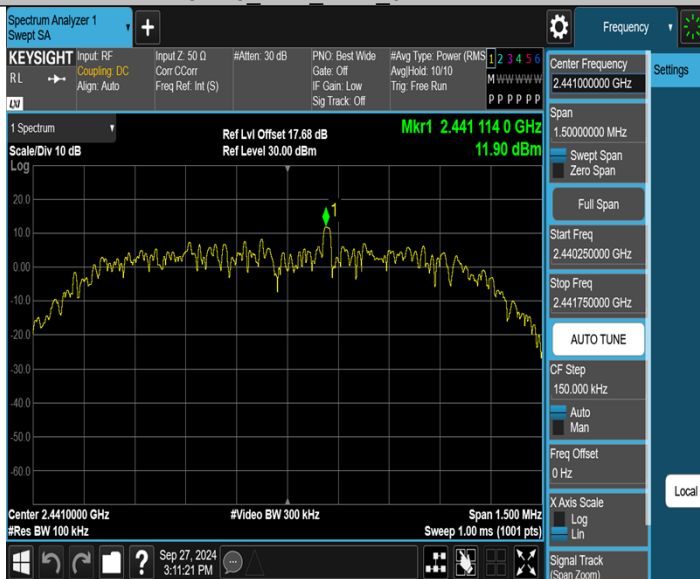 Spectrum Analyzer 1
Swept SA
+
Frequency
KEYSIGHT
RL
LXI
Input: RF
Coupling: DC
Align: Auto
Input Z: 50 Ω
Corr CCorr
Freq Ref: Int (S)
#Atten: 30 dB
PNO: Best Wide
Gate: Off
IF Gain: Low
Sig Track: Off
#Avg Type: Power (RMS
Avg|Hold: 10/10
Trig: Free Run
1 2 3 4 5 6
M W W W W W
P P P P P P
Center Frequency
2.441000000 GHz
Settings
Span
1.50000000 MHz
Swept Span
Zero Span
Full Span
Start Freq
2.440250000 GHz
Stop Freq
2.441750000 GHz
AUTO TUNE
CF Step
150.000 kHz
Auto
Man
Freq Offset
0 Hz
X Axis Scale
Log
Lin
Local
Signal Track
(Span Zoom)
1 Spectrum
Scale/Div 10 dB
Log
Ref Lvl Offset 17.68 dB
Ref Level 30.00 dBm
Mkr1 2.441 114 0 GHz
11.90 dBm
1
20.0
10.0
0.00
-10.0
-20.0
-30.0
-40.0
-50.0
-60.0
Center 2.4410000 GHz
#Res BW 100 kHz
#Video BW 300 kHz
Span 1.500 MHz
Sweep 1.00 ms (1001 pts)
?
Sep 27, 2024
3:11:21 PM